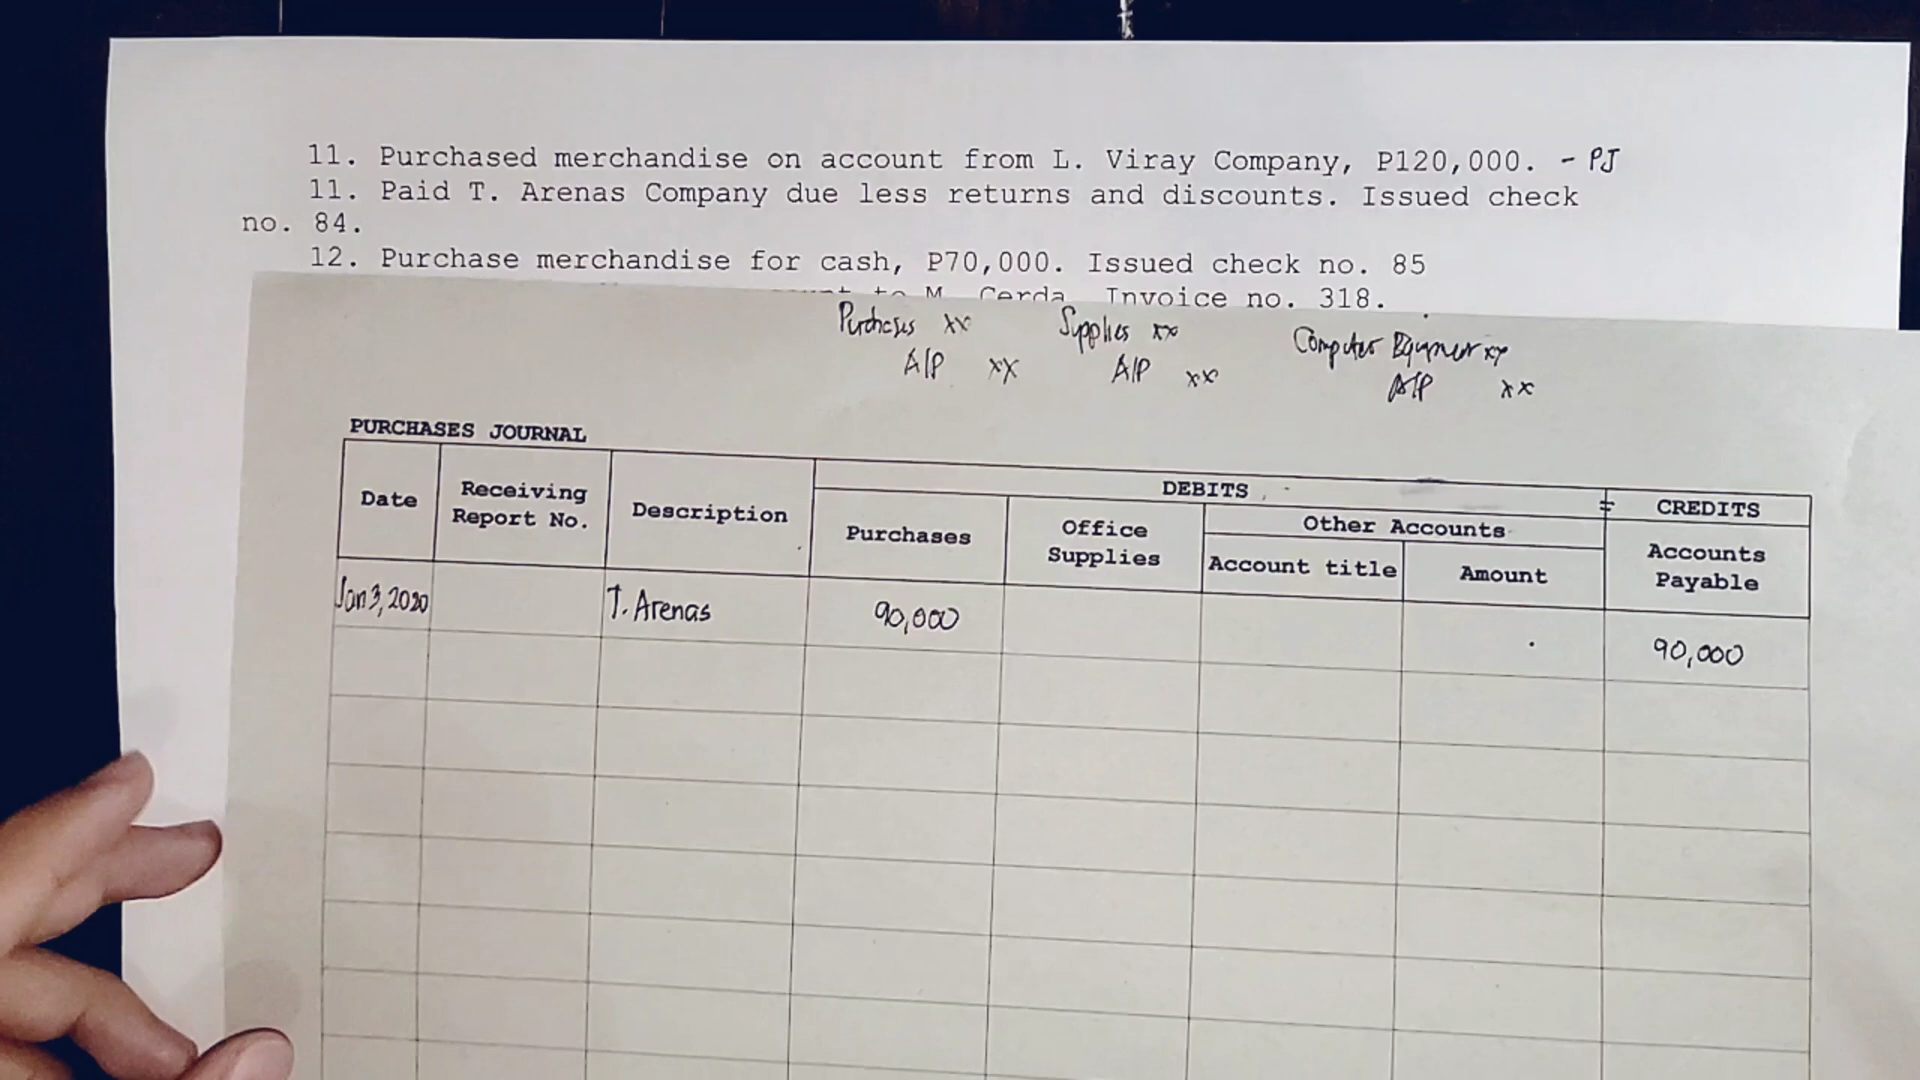 11. Purchased merchandise on account from L. Viray Company, P120,000. - PJ
11. Paid T. Arenas Company due less returns and discounts. Issued check
no. 84.
12. Purchase merchandise for cash, P70,000. Issued check no. 85
to M. Cerda Invoice no. 318.
Purchases xx Supplies xx Computer Equipment xx
A/P xx A/P xx A/P xx
PURCHASES JOURNAL
DEBITS = CREDITS
Date Receiving Report No. Description Purchases Office Supplies Other Accounts Accounts Payable
Account title Amount
Jan 3, 2020 T. Arenas 90,000 90,000